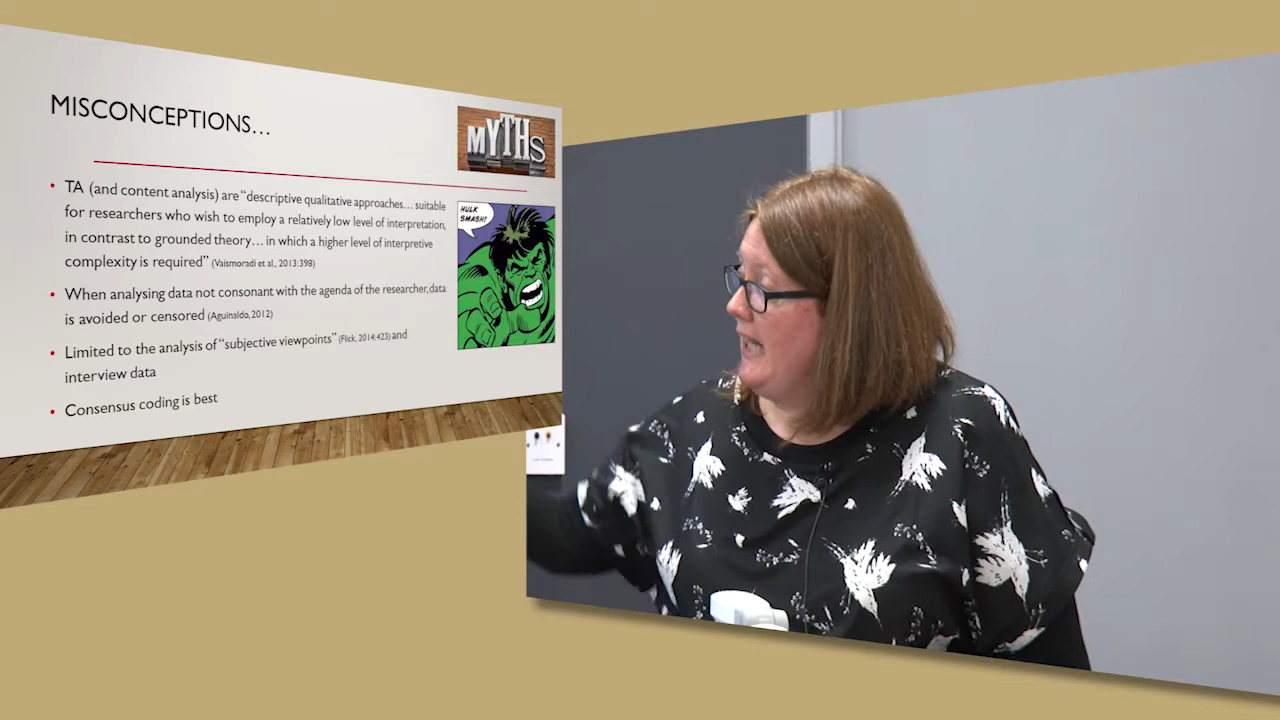 MISCONCEPTIONS...
MYTHS
TA (and content analysis) are “descriptive qualitative approaches... suitable
for researchers who wish to employ a relatively low level of interpretation,
in contrast to grounded theory... in which a higher level of interpretive
complexity is required” (Vaismoradi et al., 2013:398)
HULK
SMASH!
When analysing data not consonant with the agenda of the researcher, data
is avoided or censored (Aguinaldo, 2012)
Limited to the analysis of “subjective viewpoints” (Flick, 2014:423) and
interview data
Consensus coding is best